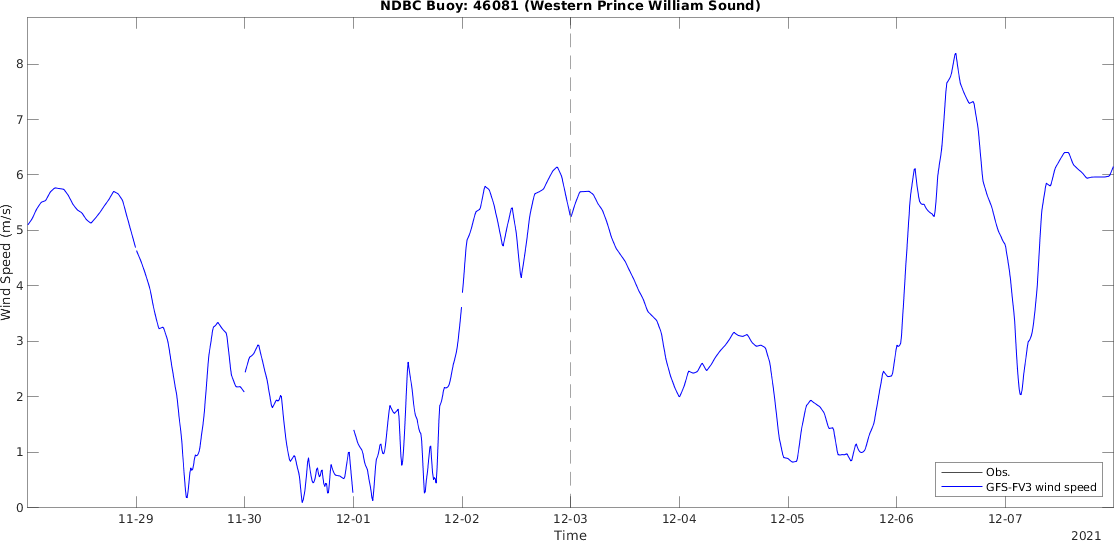 NDBC Buoy: 46081 (Western Prince William Sound)
8
7
6
5
4
3
2
1
0
Wind Speed (m/s)
Obs.
GFS-FV3 wind speed
11-29 11-30 12-01 12-02 12-03 12-04 12-05 12-06 12-07
Time
2021